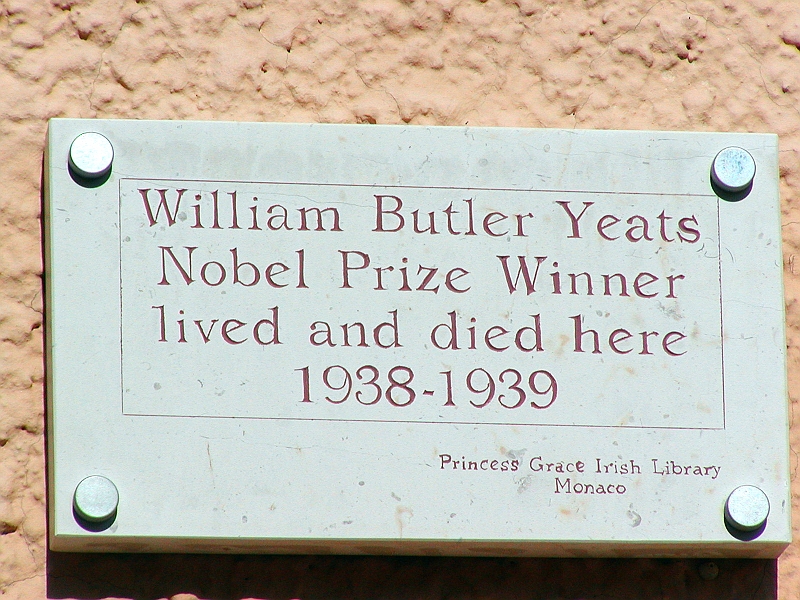 William Butler Yeats
Nobel Prize Winner
lived and died here
1938-1939
Princess Grace Irish Library
Monaco